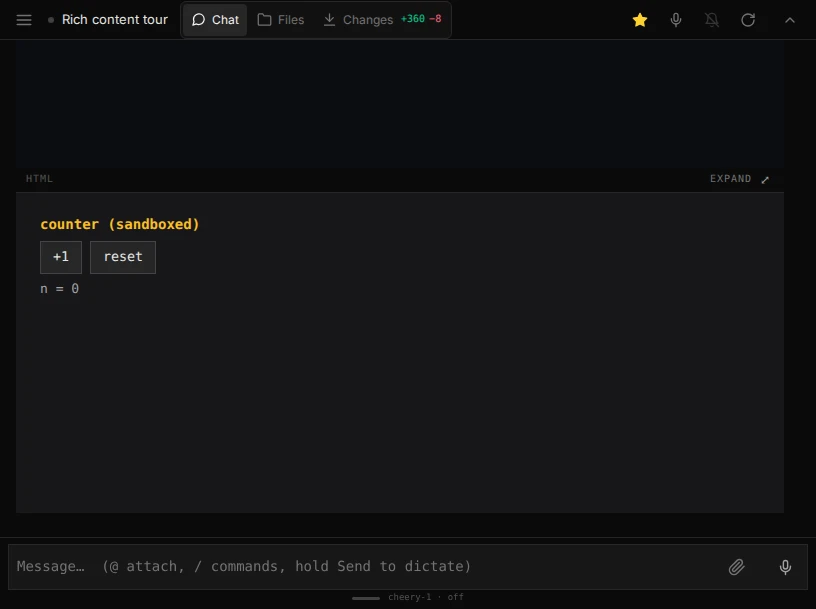 Rich content tour Chat Files Changes +360 −8
HTML EXPAND
counter (sandboxed)
+1 reset
n = 0
Message… (@ attach, / commands, hold Send to dictate)
cheery-1 · off